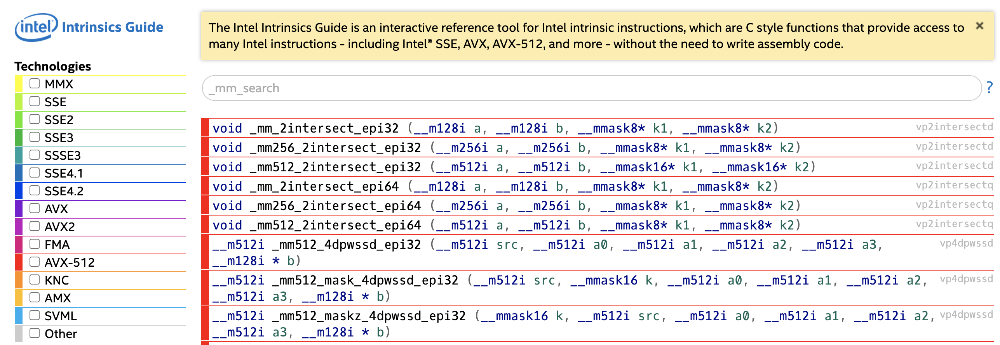 intel® Intrinsics Guide
The Intel Intrinsics Guide is an interactive reference tool for Intel intrinsic instructions, which are C style functions that provide access to
many Intel instructions - including Intel® SSE, AVX, AVX-512, and more - without the need to write assembly code.
×
Technologies
MMX
SSE
SSE2
SSE3
SSSE3
SSE4.1
SSE4.2
AVX
AVX2
FMA
AVX-512
KNC
AMX
SVML
Other
_mm_search
?
void _mm_2intersect_epi32 (__m128i a, __m128i b, __mmask8* k1, __mmask8* k2) vp2intersectd
void _mm256_2intersect_epi32 (__m256i a, __m256i b, __mmask8* k1, __mmask8* k2) vp2intersectd
void _mm512_2intersect_epi32 (__m512i a, __m512i b, __mmask16* k1, __mmask16* k2) vp2intersectd
void _mm_2intersect_epi64 (__m128i a, __m128i b, __mmask8* k1, __mmask8* k2) vp2intersectq
void _mm256_2intersect_epi64 (__m256i a, __m256i b, __mmask8* k1, __mmask8* k2) vp2intersectq
void _mm512_2intersect_epi64 (__m512i a, __m512i b, __mmask8* k1, __mmask8* k2) vp2intersectq
__m512i _mm512_4dpwssd_epi32 (__m512i src, __m512i a0, __m512i a1, __m512i a2, __m512i a3, vp4dpwssd
__m128i * b)
__m512i _mm512_mask_4dpwssd_epi32 (__m512i src, __mmask16 k, __m512i a0, __m512i a1, __m512i a2, vp4dpwssd
__m512i a3, __m128i * b)
__m512i _mm512_maskz_4dpwssd_epi32 (__mmask16 k, __m512i src, __m512i a0, __m512i a1, __m512i a2, vp4dpwssd
__m512i a3, __m128i * b)